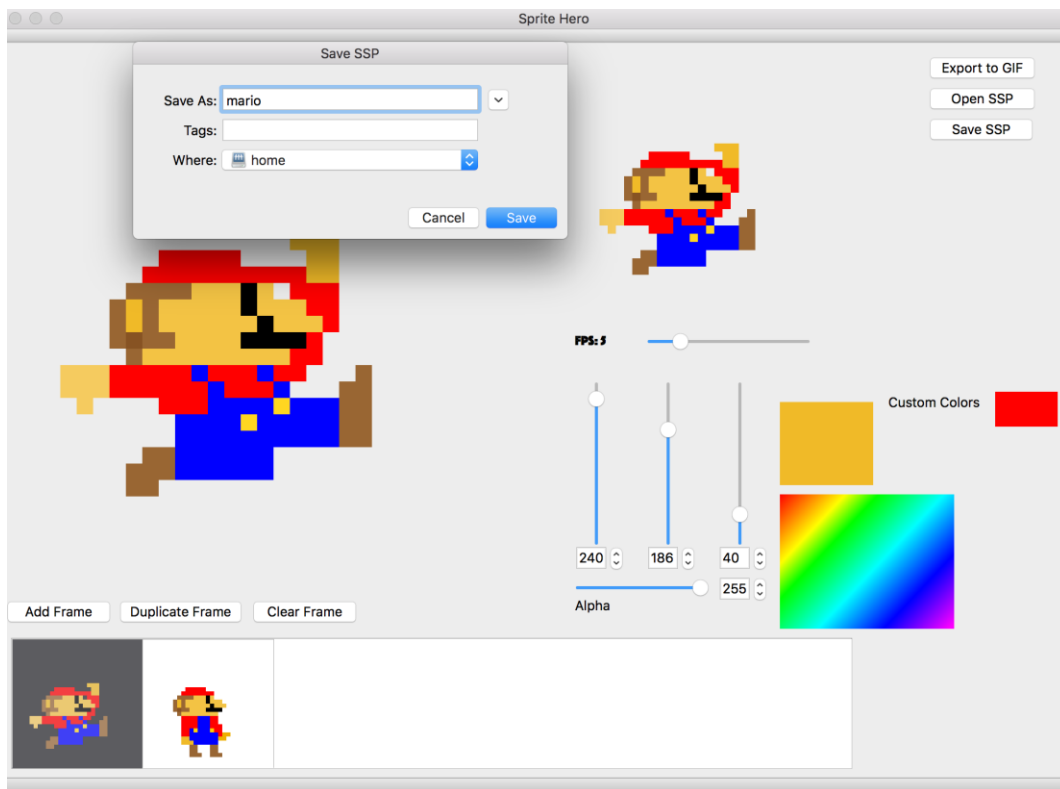 Sprite Hero
Save SSP
Save As: mario
Tags:
Where: home
Cancel Save
Export to GIF
Open SSP
Save SSP
FPS: 5
Custom Colors
240 186 40
255
Alpha
Add Frame Duplicate Frame Clear Frame